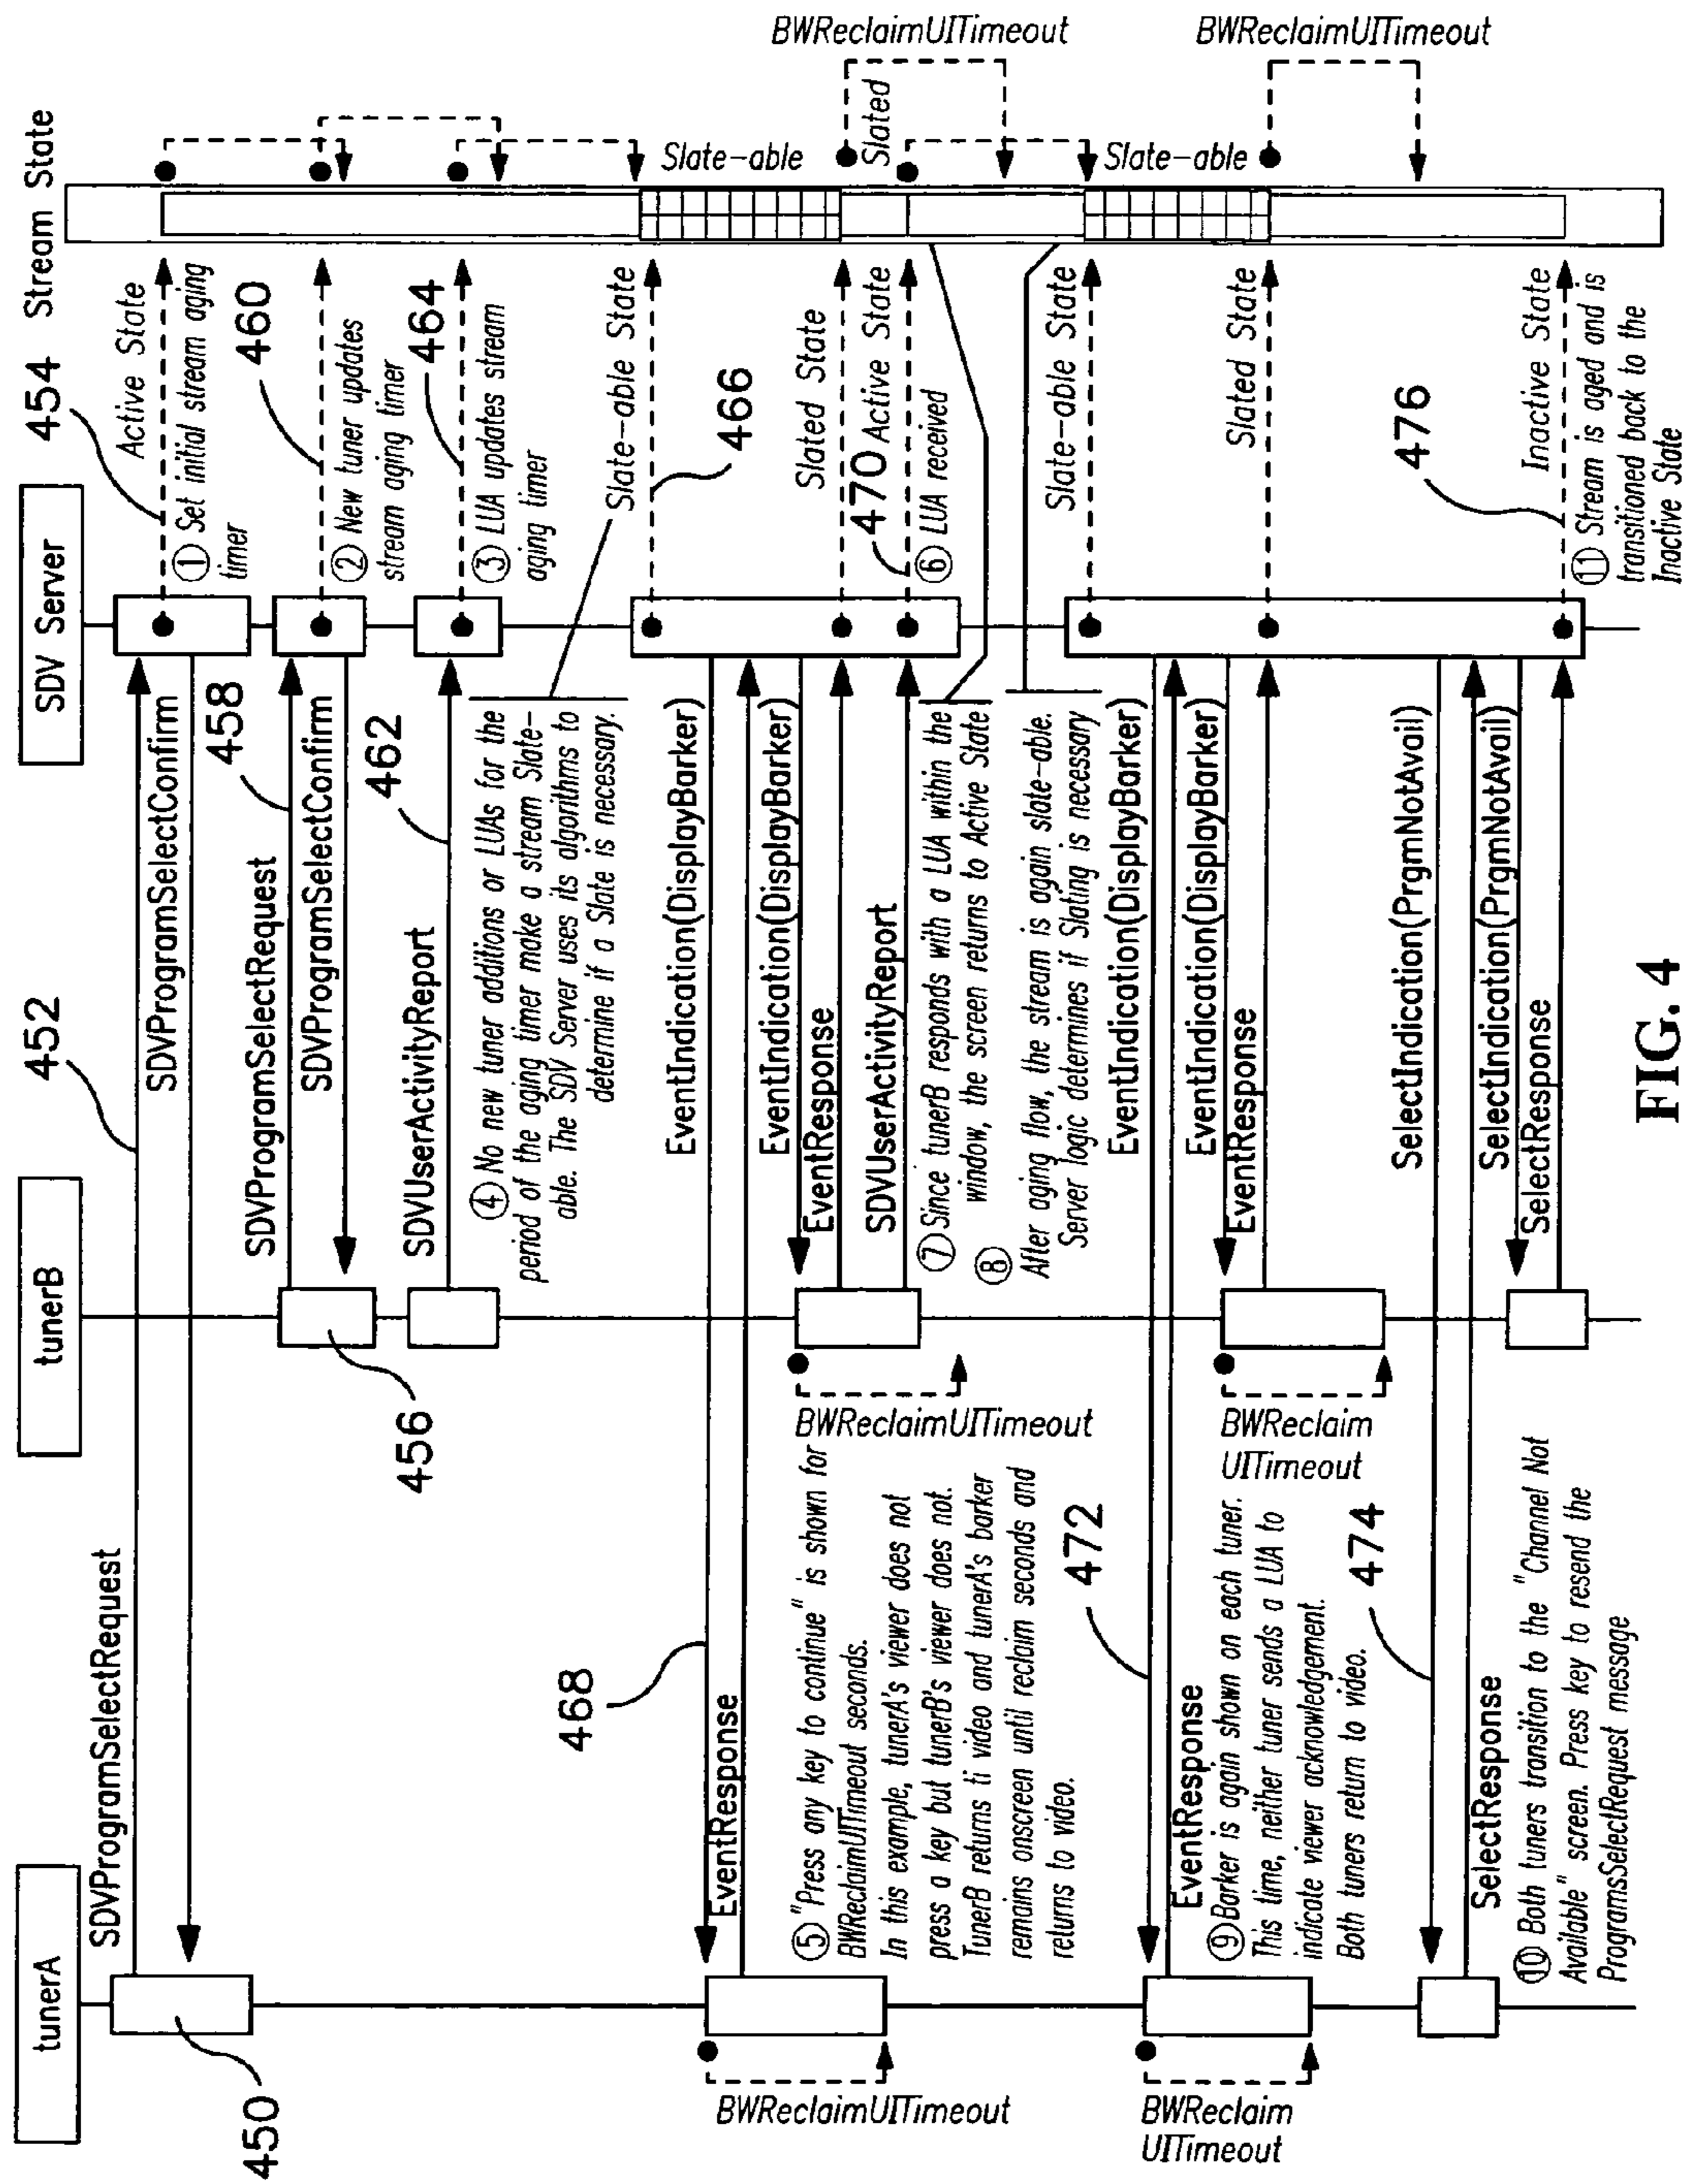 tunerA
tunerB
SDV Server
Stream State
450
452
454
SDVProgramSelectRequest
SDVProgramSelectConfirm
Active State
① Set initial stream aging
timer
456
458
460
SDVProgramSelectRequest
SDVProgramSelectConfirm
② New tuner updates
stream aging timer
462
464
SDVUserActivityReport
③ LUA updates stream
aging timer
④ No new tuner additions or LUAs for the
period of the aging timer make a stream Slate-
able. The SDV Server uses its algorithms to
determine if a Slate is necessary.
Slate-able State
466
Slate-able
468
EventIndication(DisplayBarker)
EventResponse
EventIndication(DisplayBarker)
EventResponse
SDVUserActivityReport
BWReclaimUITimeout
BWReclaimUITimeout
BWReclaimUITimeout
Slated State
Slated
470 Active State
⑥ LUA received
⑤ "Press any key to continue" is shown for
BWReclaimUITimeout seconds.
In this example, tunerA's viewer does not
press a key but tunerB's viewer does not.
TunerB returns ti video and tunerA's barker
remains onscreen until reclaim seconds and
returns to video.
⑦ Since tunerB responds with a LUA within the
window, the screen returns to Active State
⑧
After aging flow, the stream is again slate-able.
Server logic determines if Slating is necessary
Slate-able State
Slate-able
472
EventIndication(DisplayBarker)
EventResponse
EventIndication(DisplayBarker)
EventResponse
BWReclaim
UITimeout
BWReclaim
UITimeout
BWReclaimUITimeout
Slated State
⑨ Barker is again shown on each tuner.
This time, neither tuner sends a LUA to
indicate viewer acknowledgement.
Both tuners return to video.
474
SelectIndication(PrgmNotAvail)
SelectResponse
SelectIndication(PrgmNotAvail)
SelectResponse
476
Inactive State
⑩ Both tuners transition to the "Channel Not
Available" screen. Press key to resend the
ProgramsSelectRequest message
⑪ Stream is aged and is
transitioned back to the
Inactive State
FIG. 4